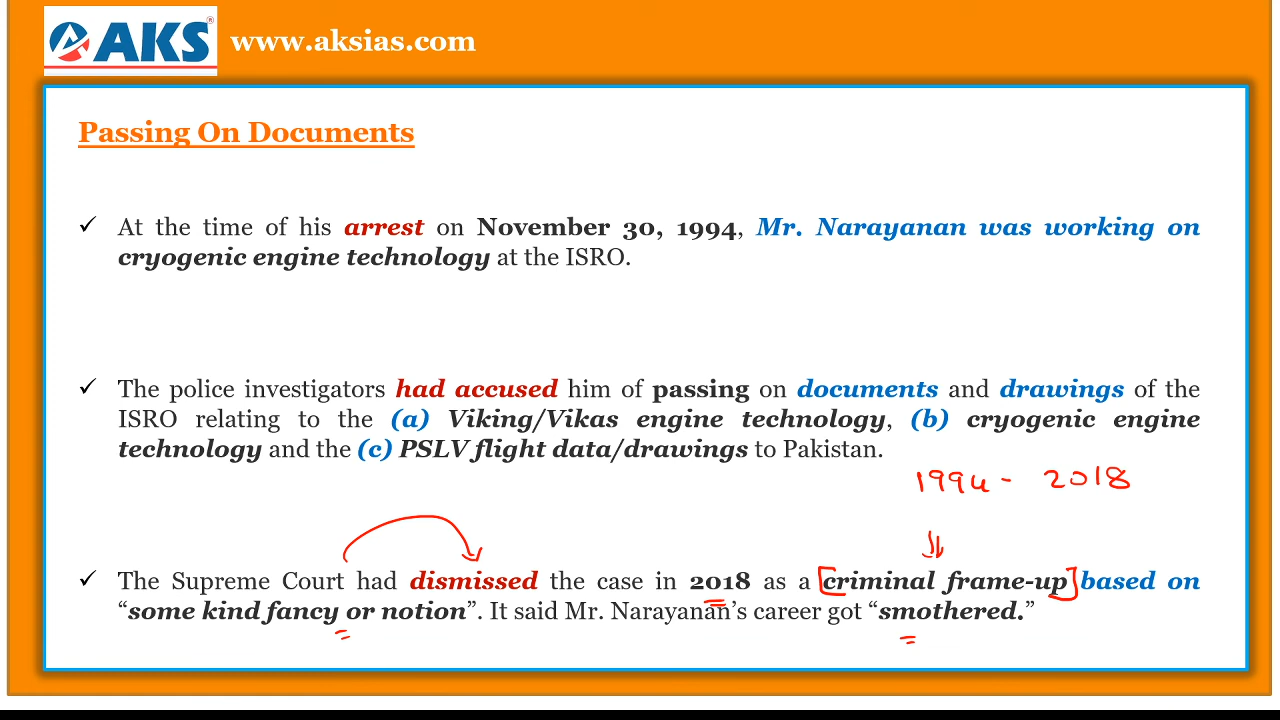 AKS® www.aksias.com
Passing On Documents
✓ At the time of his arrest on November 30, 1994, Mr. Narayanan was working on
cryogenic engine technology at the ISRO.
✓ The police investigators had accused him of passing on documents and drawings of the
ISRO relating to the (a) Viking/Vikas engine technology, (b) cryogenic engine
technology and the (c) PSLV flight data/drawings to Pakistan.
1994 - 2018
✓ The Supreme Court had dismissed the case in 2018 as a [criminal frame-up] based on
“some kind fancy or notion”. It said Mr. Narayanan’s career got “smothered.”